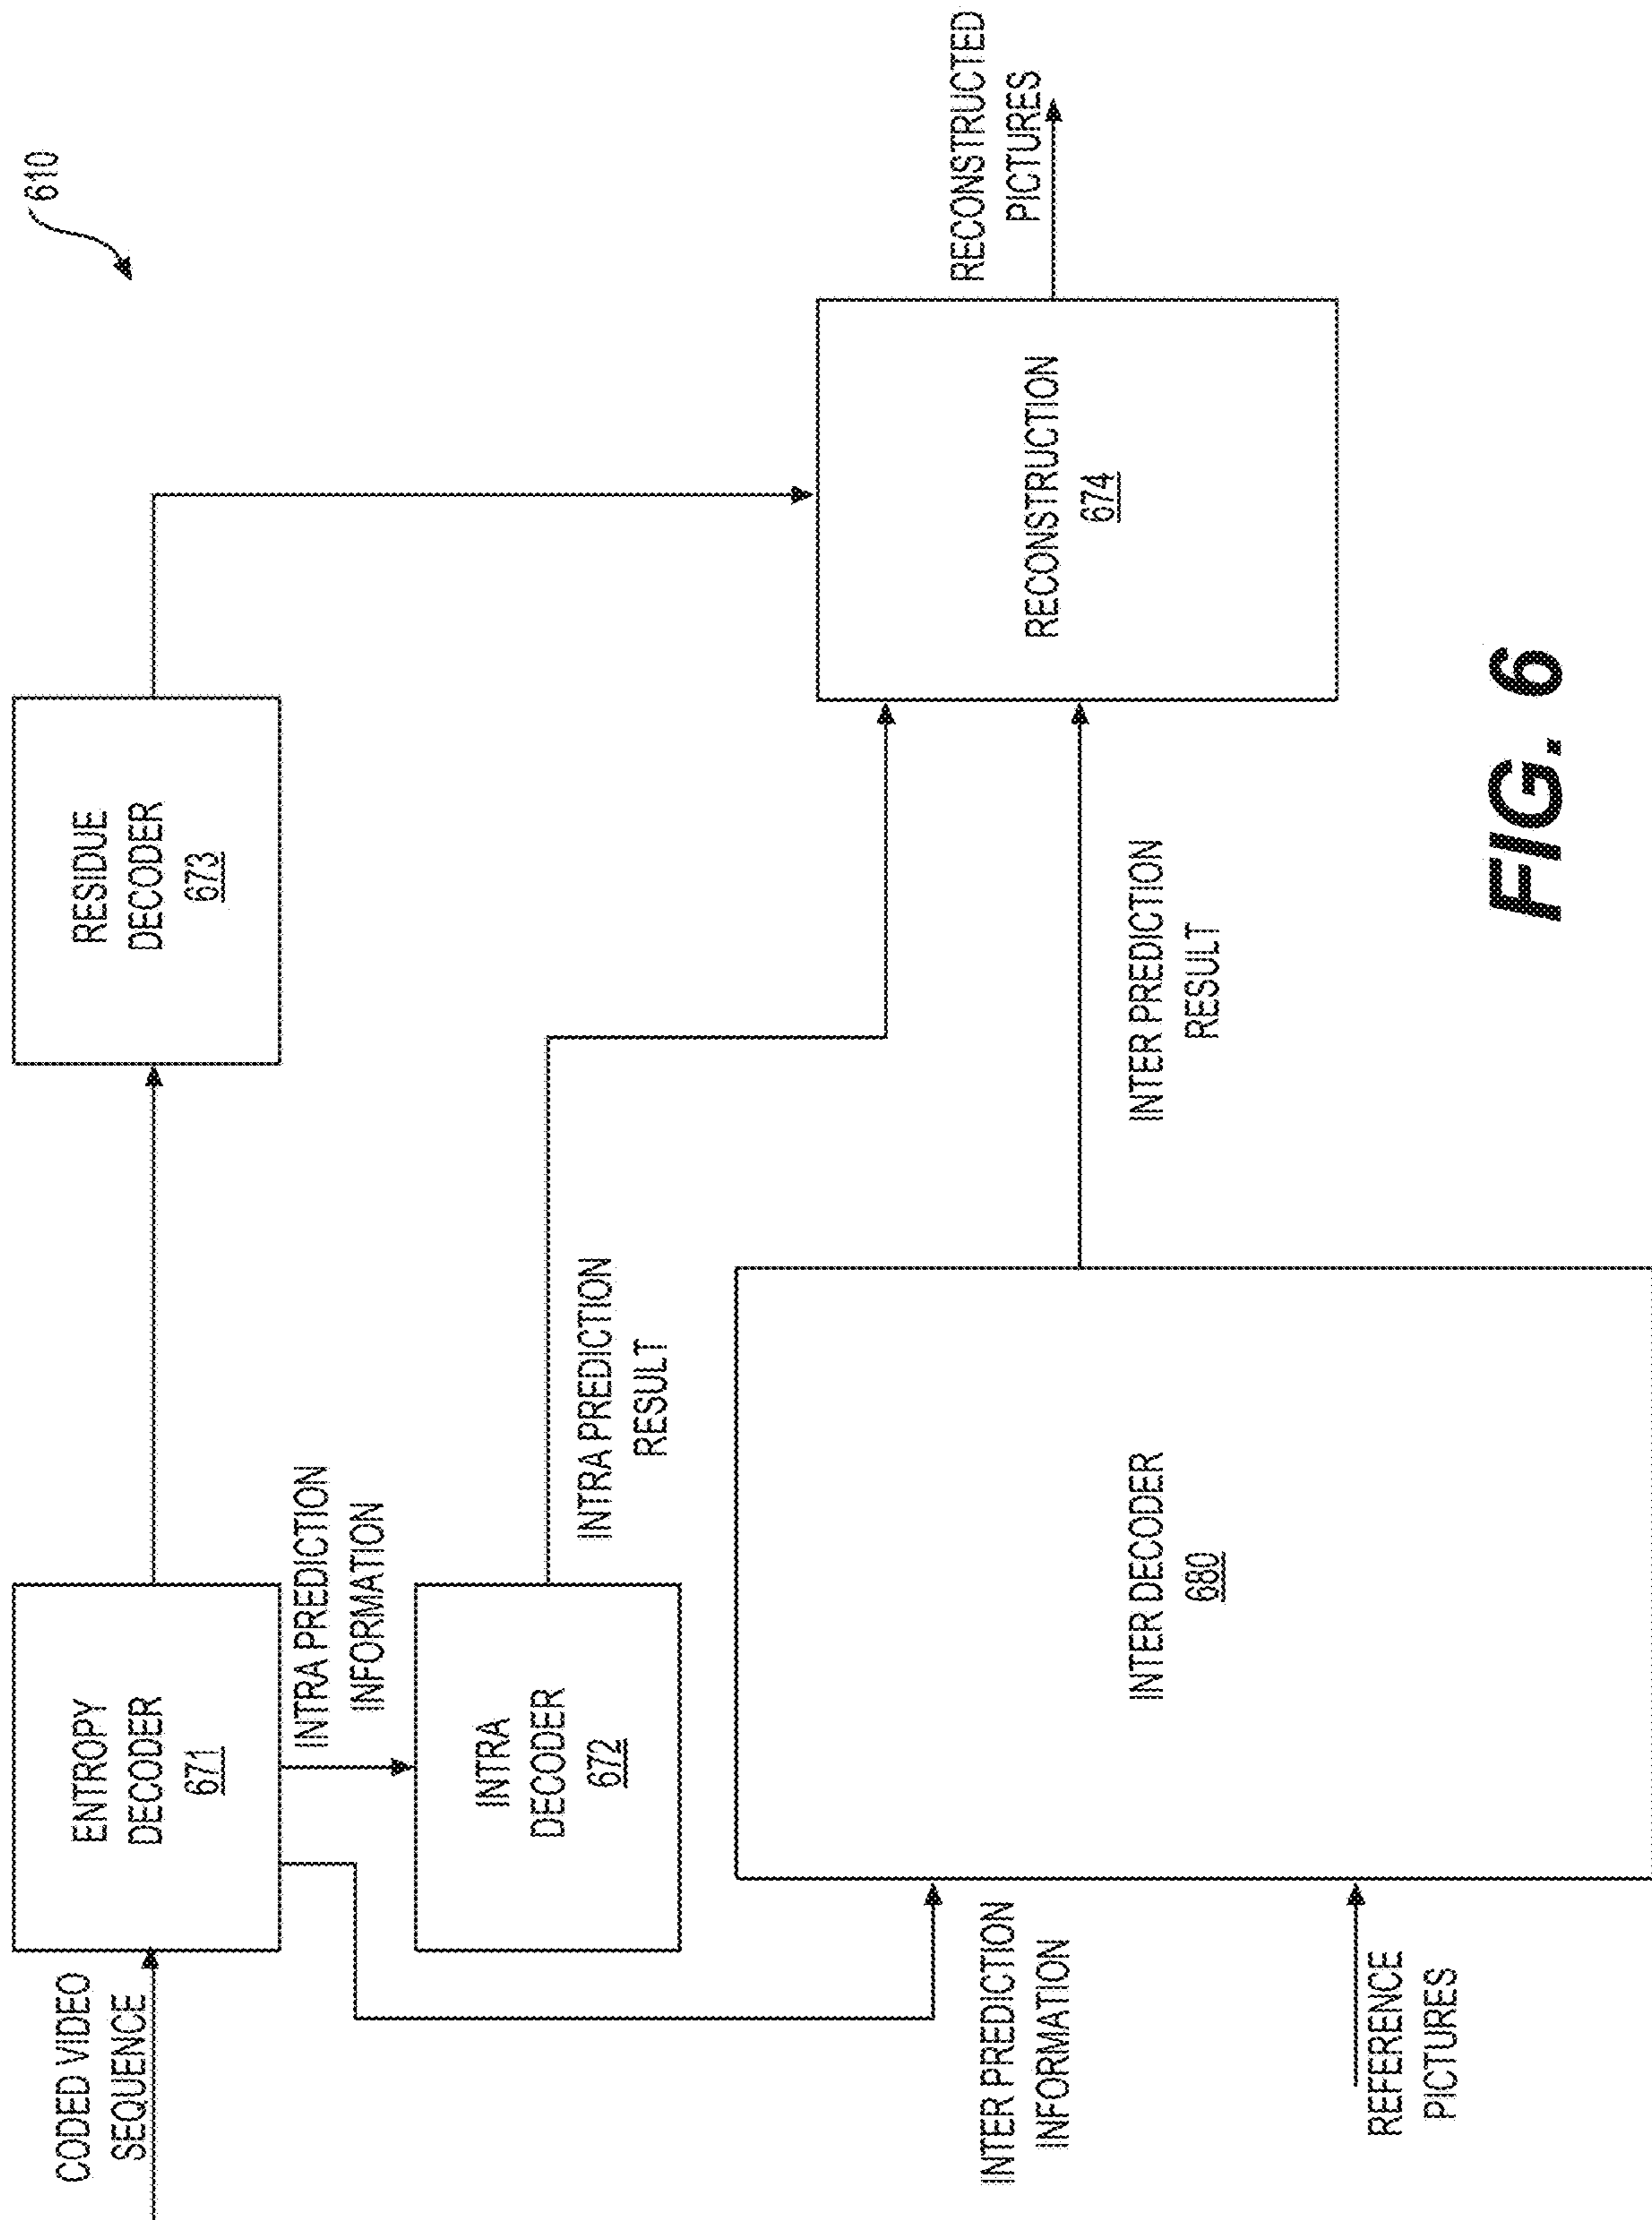 610
CODED VIDEO
SEQUENCE
ENTROPY
DECODER
671
RESIDUE
DECODER
673
INTRA PREDICTION
INFORMATION
INTRA
DECODER
672
INTRA PREDICTION
RESULT
INTER PREDICTION
INFORMATION
REFERENCE
PICTURES
INTER DECODER
680
INTER PREDICTION
RESULT
RECONSTRUCTION
674
RECONSTRUCTED
PICTURES
FIG. 6